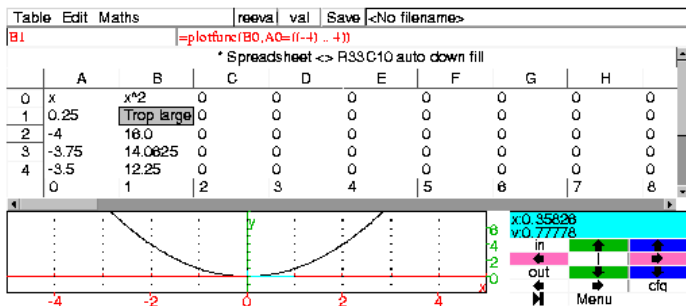 Table Edit Maths reeval val Save <No filename>
B1 =plotfunc(B0,A0=((-4) .. 4))
* Spreadsheet <> R33C10 auto down fill
A B C D E F G H
0 x x^2 0 0 0 0 0 0 0
1 0.25 Trop large 0 0 0 0 0 0 0
2 -4 16.0 0 0 0 0 0 0 0
3 -3.75 14.0625 0 0 0 0 0 0 0
4 -3.5 12.25 0 0 0 0 0 0 0
0 1 2 3 4 5 6 7 8
y
6
4
2
0
x
-4 -2 0 2 4
x:0.35826
y:0.77778
in
out
cfg
Menu